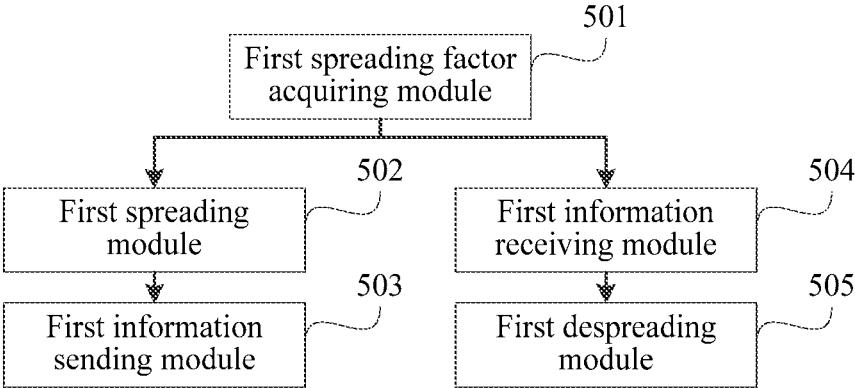 501
First spreading factor
acquiring module
502
First spreading
module
504
First information
receiving module
503
First information
sending module
505
First despreading
module